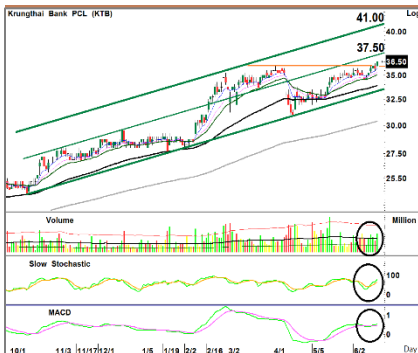 Krungthai Bank PCL (KTB)
Log
41.00
40.00
37.50
36.50
35.00
32.50
30.00
27.50
25.50
Volume
Million
Slow Stochastic
100
0
MACD
1
-0
10/1 11/3 11/17 12/1 1/5 1/19 2/2 2/16 3/2 4/1 5/5 6/2 Day